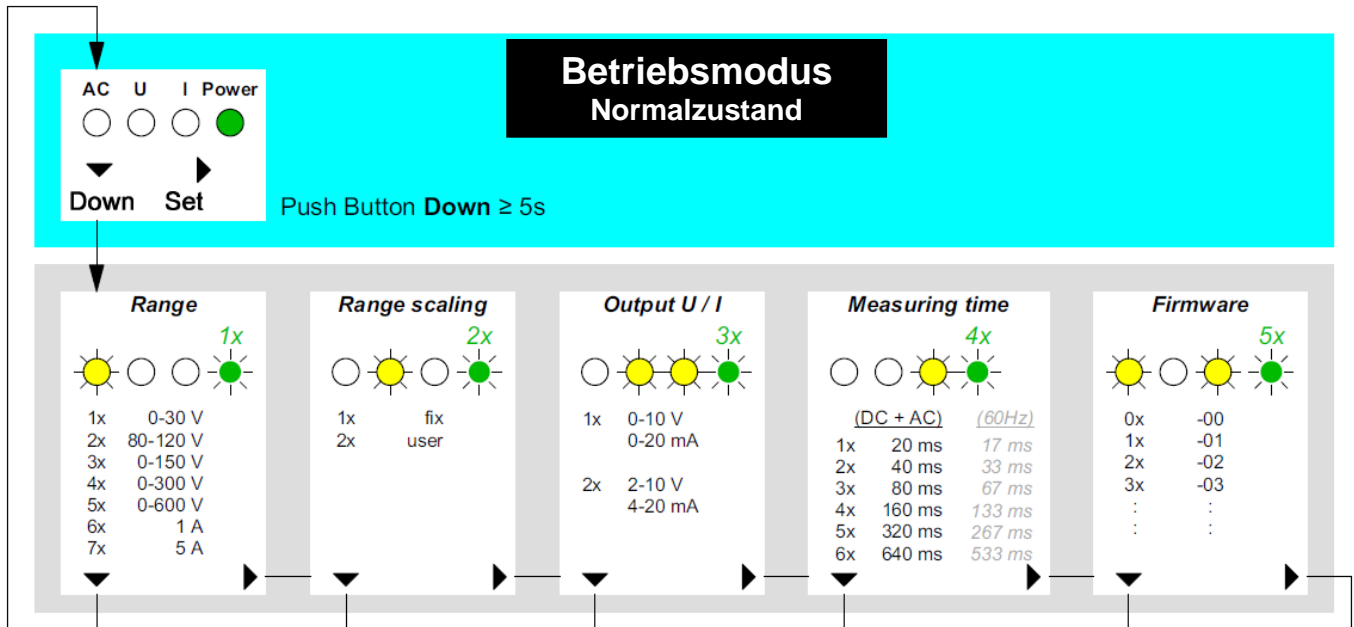 Betriebsmodus
Normalzustand
AC U I Power
Down Set
Push Button Down ≥ 5s
Range
1x
1x 0-30 V
2x 80-120 V
3x 0-150 V
4x 0-300 V
5x 0-600 V
6x 1 A
7x 5 A
Range scaling
2x
1x fix
2x user
Output U / I
3x
1x 0-10 V
0-20 mA
2x 2-10 V
4-20 mA
Measuring time
4x
(DC + AC) (60Hz)
1x 20 ms 17 ms
2x 40 ms 33 ms
3x 80 ms 67 ms
4x 160 ms 133 ms
5x 320 ms 267 ms
6x 640 ms 533 ms
Firmware
5x
0x -00
1x -01
2x -02
3x -03
: :
: :